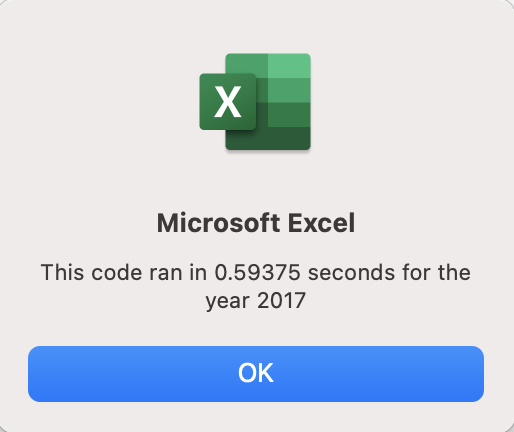 X
Microsoft Excel
This code ran in 0.59375 seconds for the
year 2017
OK